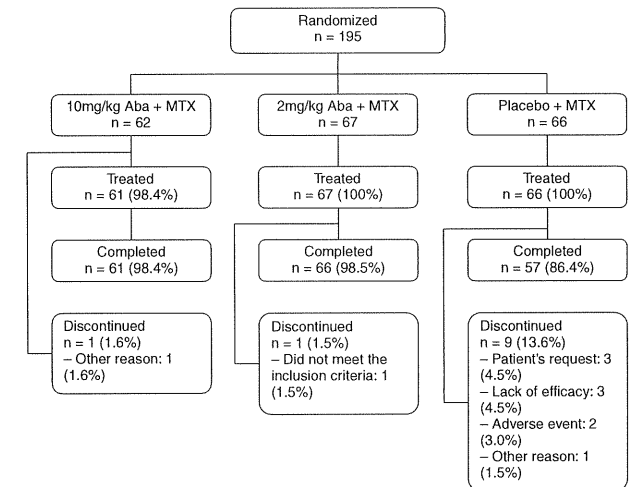 Randomized
n = 195
10mg/kg Aba + MTX
n = 62
2mg/kg Aba + MTX
n = 67
Placebo + MTX
n = 66
Treated
n = 61 (98.4%)
Treated
n = 67 (100%)
Treated
n = 66 (100%)
Completed
n = 61 (98.4%)
Completed
n = 66 (98.5%)
Completed
n = 57 (86.4%)
Discontinued
n = 1 (1.6%)
– Other reason: 1
(1.6%)
Discontinued
n = 1 (1.5%)
– Did not meet the
inclusion criteria: 1
(1.5%)
Discontinued
n = 9 (13.6%)
– Patient's request: 3
(4.5%)
– Lack of efficacy: 3
(4.5%)
– Adverse event: 2
(3.0%)
– Other reason: 1
(1.5%)